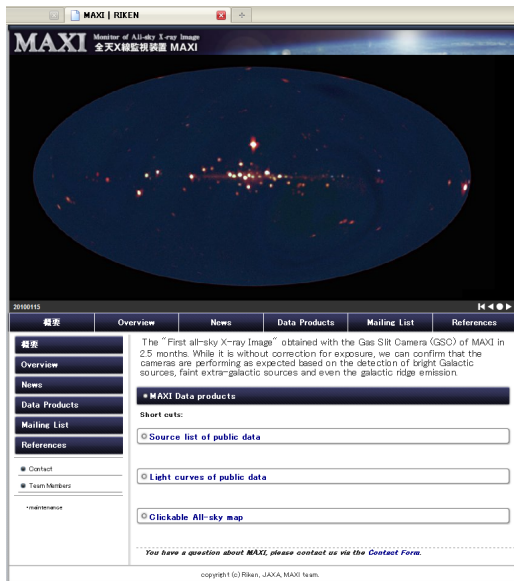 MAXI | RIKEN
MAXI Monitor of All-sky X-ray Image
全天X線監視装置 MAXI
20100115
概要 Overview News Data Products Mailing List References
概要
Overview
News
Data Products
Mailing List
References
Contact
Team Members
・maintenance
The "First all-sky X-ray Image" obtained with the Gas Slit Camera (GSC) of MAXI in
2.5 months. While it is without correction for exposure, we can confirm that the
cameras are performing as expected based on the detection of bright Galactic
sources, faint extra-galactic sources and even the galactic ridge emission.
MAXI Data products
Short cuts:
Source list of public data
Light curves of public data
Clickable All-sky map
You have a question about MAXI, please contact us via the Contact Form.
copyright (c) Riken, JAXA, MAXI team.